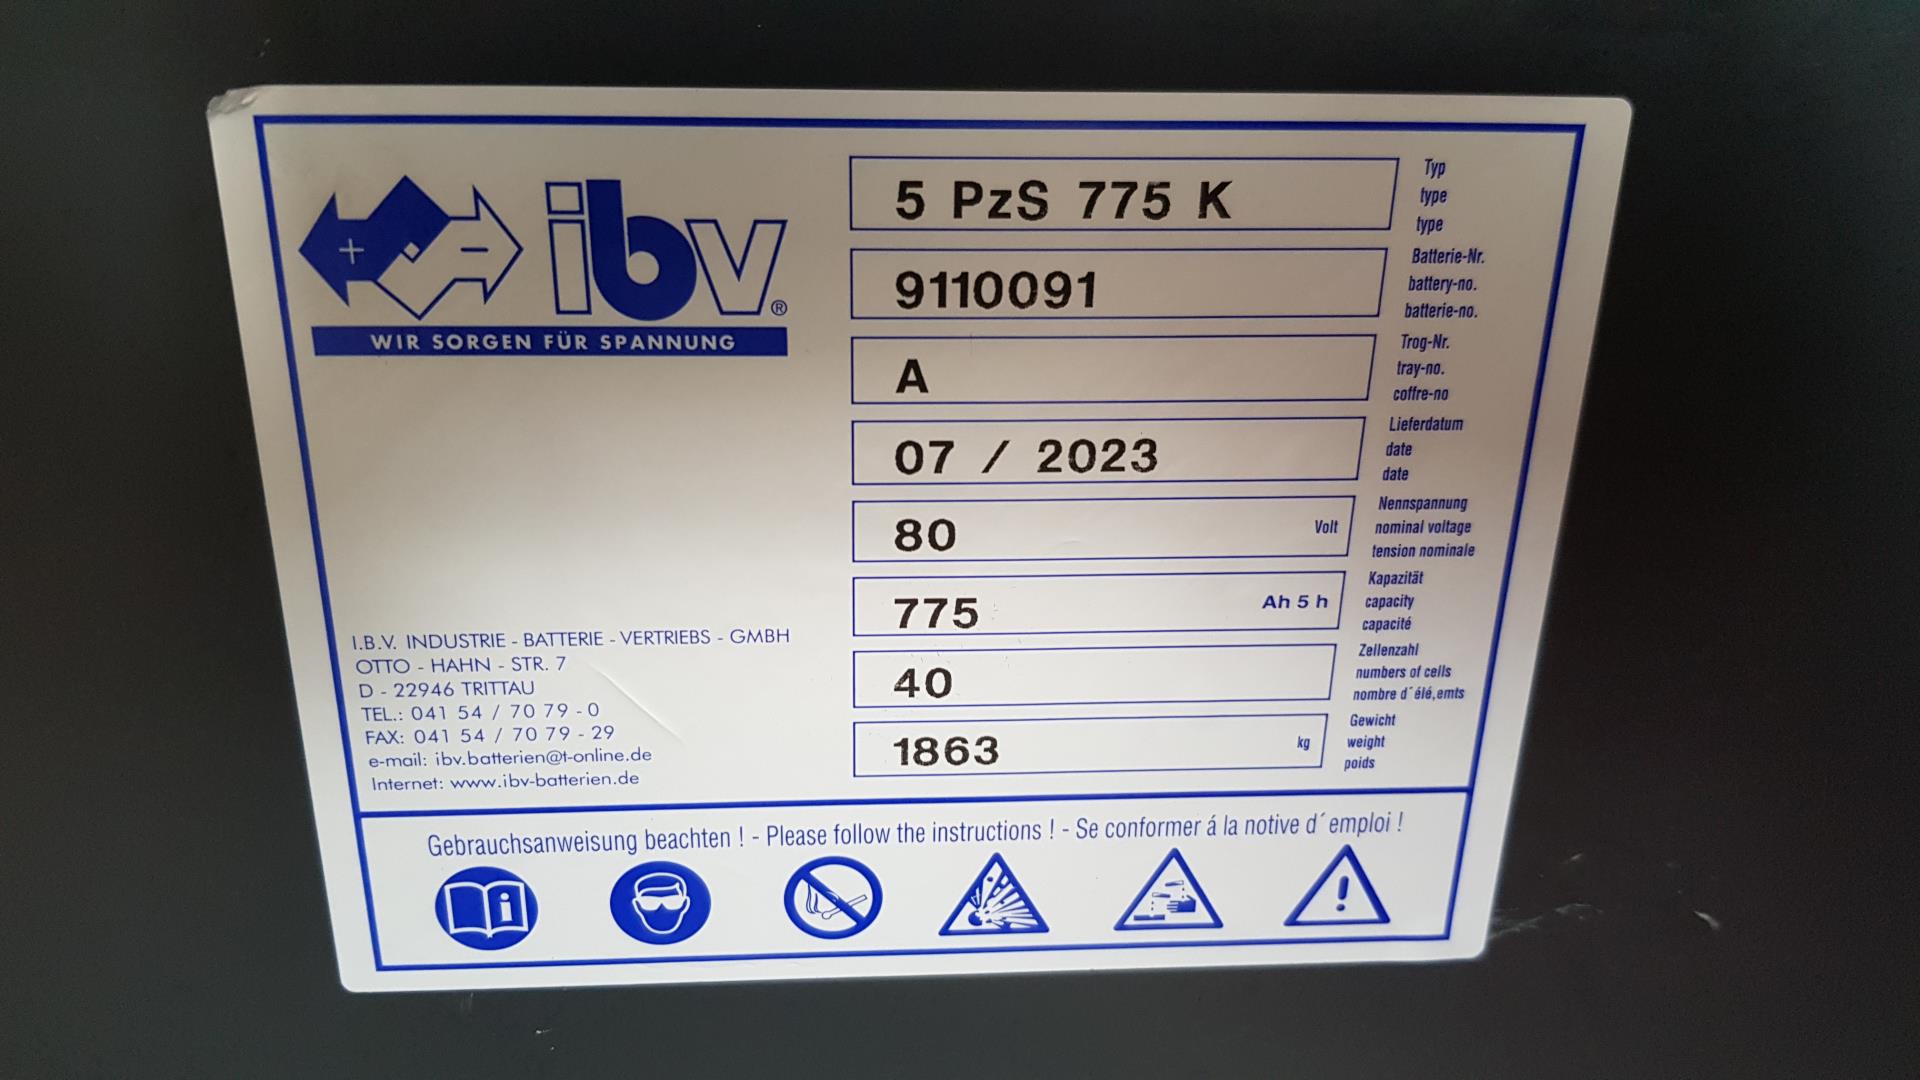 ibv®
WIR SORGEN FÜR SPANNUNG
I.B.V. INDUSTRIE - BATTERIE - VERTRIEBS - GMBH
OTTO - HAHN - STR. 7
D - 22946 TRITTAU
TEL.: 041 54 / 70 79 - 0
FAX: 041 54 / 70 79 - 29
e-mail: ibv.batterien@t-online.de
Internet: www.ibv-batterien.de
5 PzS 775 K
Typ
type
type
9110091
Batterie-Nr.
battery-no.
batterie-no.
A
Trog-Nr.
tray-no.
coffre-no
07 / 2023
Lieferdatum
date
date
80 Volt
Nennspannung
nominal voltage
tension nominale
775 Ah 5 h
Kapazität
capacity
capacité
40
Zellenzahl
numbers of cells
nombre d´élé,emts
1863 kg
Gewicht
weight
poids
Gebrauchsanweisung beachten ! - Please follow the instructions ! - Se conformer á la notive d´emploi !